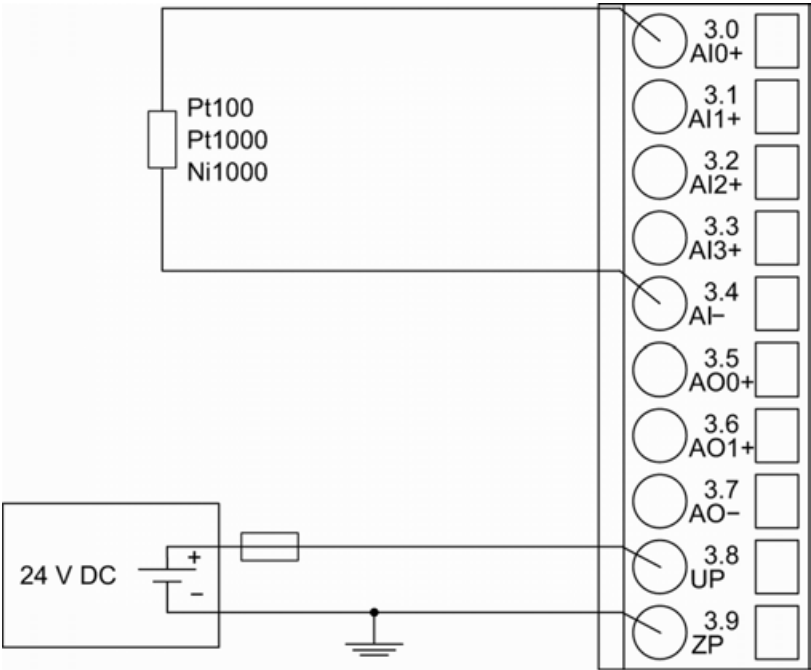 3.0
AI0+
Pt100
Pt1000
Ni1000
3.1
AI1+
3.2
AI2+
3.3
AI3+
3.4
AI–
3.5
AO0+
3.6
AO1+
3.7
AO–
24 V DC
+
–
3.8
UP
3.9
ZP